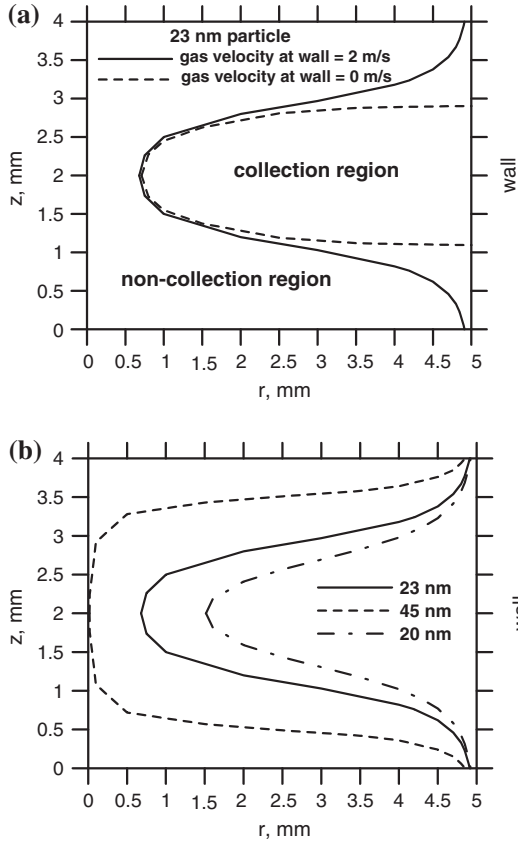 (a)
23 nm particle
gas velocity at wall = 2 m/s
gas velocity at wall = 0 m/s
collection region
non-collection region
4
3.5
3
2.5
2
1.5
1
0.5
0
z, mm
wall
0 0.5 1 1.5 2 2.5 3 3.5 4 4.5 5
r, mm
(b)
4
3.5
3
2.5
2
1.5
1
0.5
0
z, mm
23 nm
45 nm
20 nm
0 0.5 1 1.5 2 2.5 3 3.5 4 4.5 5
r, mm